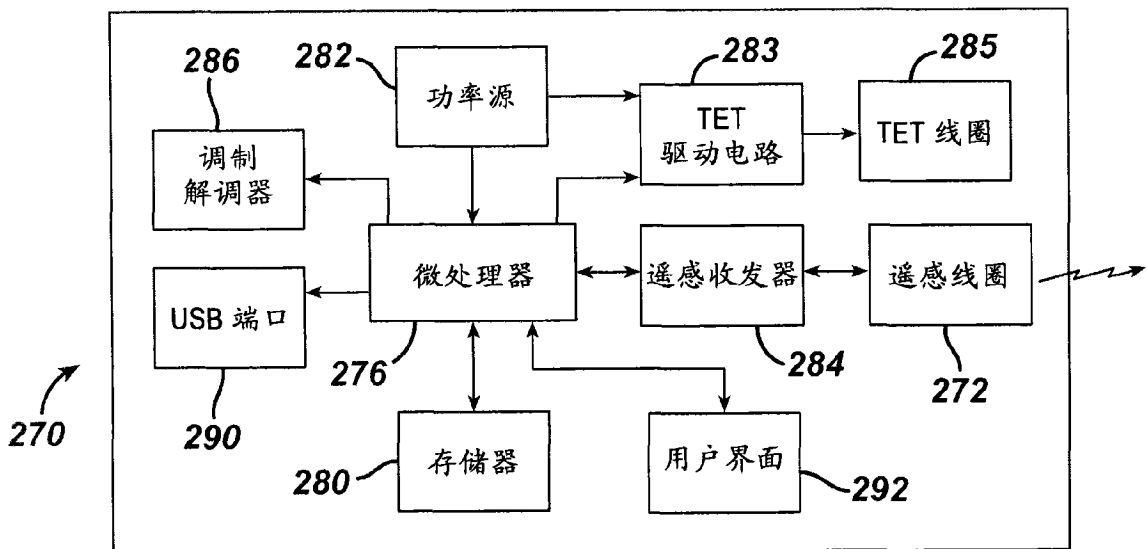 286
282
283
285
功率源
TET
驱动电路
TET 线圈
调制
解调器
微处理器
遥感收发器
遥感线圈
USB 端口
276
284
272
270
290
280
存储器
用户界面
292